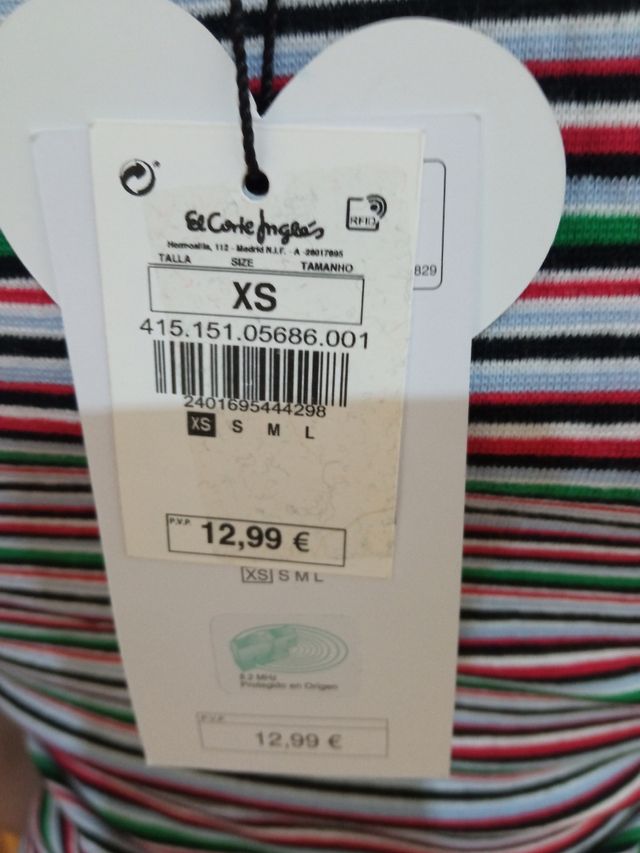 El Corte Inglés
RFID
Hermosilla, 112 - Madrid N.I.F. - A -28017895
TALLA SIZE TAMANHO
829
XS
415.151.05686.001
2401695444298
XS S M L
P.V.P. 12,99 €
XS S M L
8.2 MHz
Protegido en Origen
P.V.P.
12,99 €